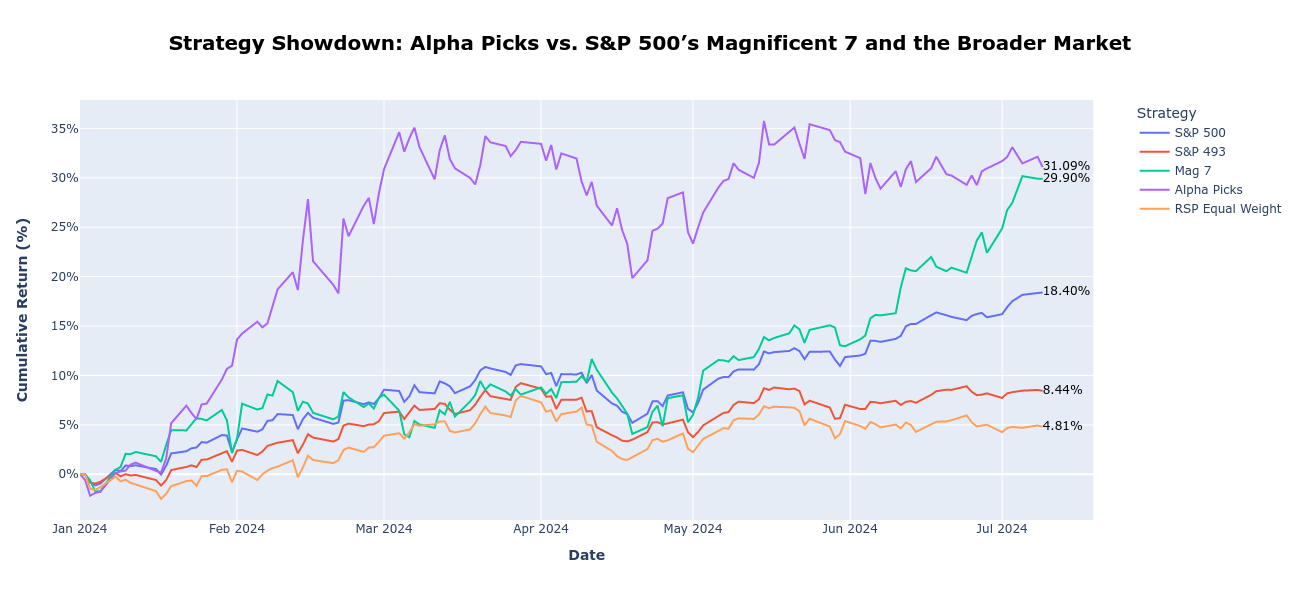 Strategy Showdown: Alpha Picks vs. S&P 500’s Magnificent 7 and the Broader Market
Cumulative Return (%)
35%
30%
25%
20%
15%
10%
5%
0%
Jan 2024
Feb 2024
Mar 2024
Apr 2024
May 2024
Jun 2024
Jul 2024
Date
31.09%
29.90%
18.40%
8.44%
4.81%
Strategy
S&P 500
S&P 493
Mag 7
Alpha Picks
RSP Equal Weight